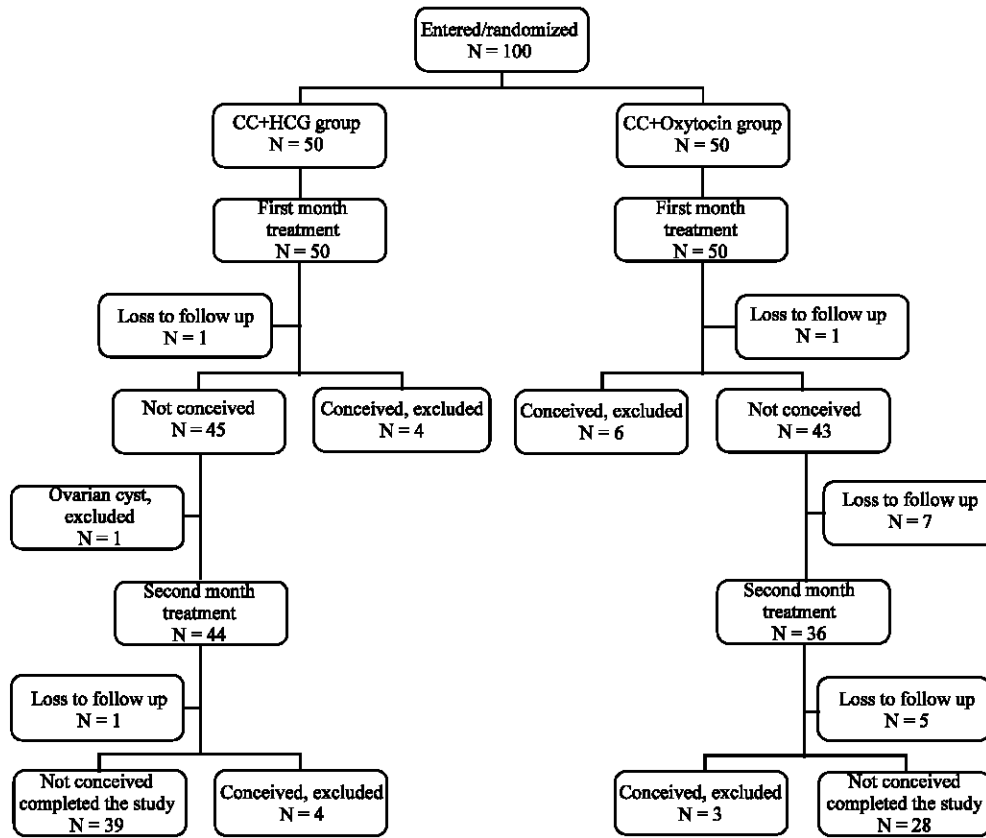 Entered/randomized
N = 100
CC+HCG group
N = 50
CC+Oxytocin group
N = 50
First month
treatment
N = 50
First month
treatment
N = 50
Loss to follow up
N = 1
Loss to follow up
N = 1
Not conceived
N = 45
Conceived, excluded
N = 4
Conceived, excluded
N = 6
Not conceived
N = 43
Ovarian cyst,
excluded
N = 1
Loss to follow up
N = 7
Second month
treatment
N = 44
Second month
treatment
N = 36
Loss to follow up
N = 1
Loss to follow up
N = 5
Not conceived
completed the study
N = 39
Conceived, excluded
N = 4
Conceived, excluded
N = 3
Not conceived
completed the study
N = 28